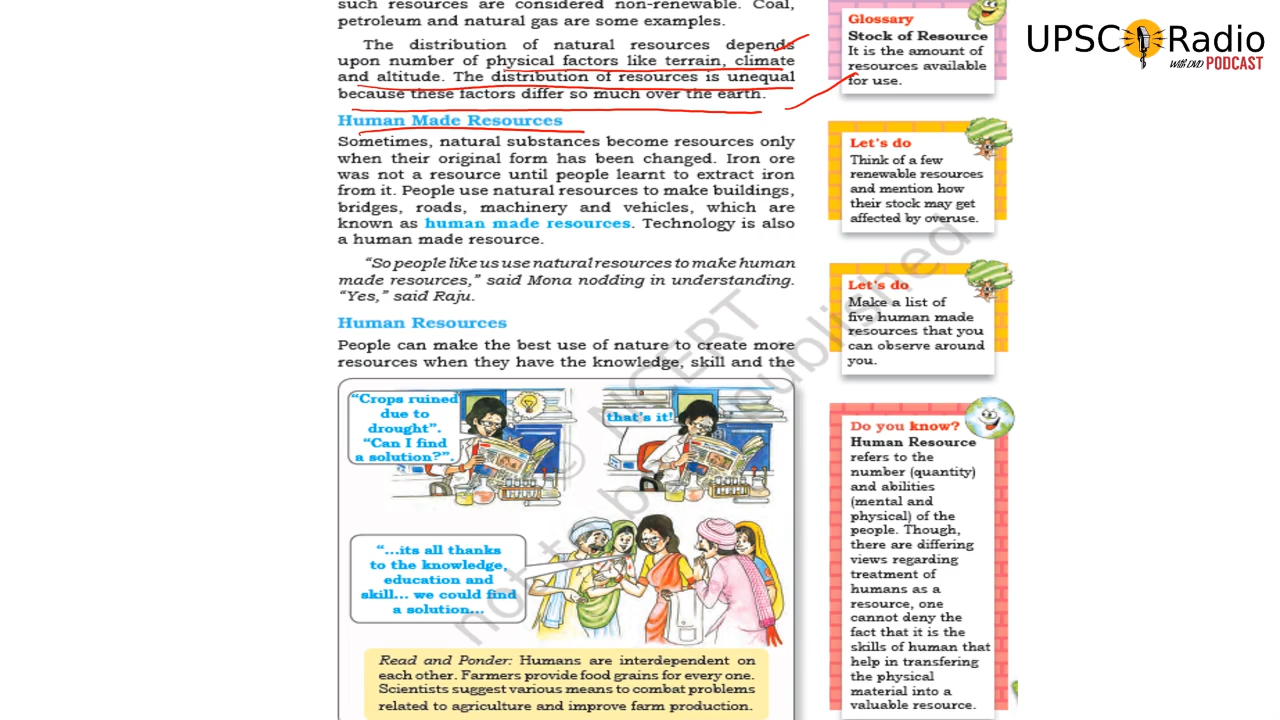 such resources are considered non-renewable. Coal,
petroleum and natural gas are some examples.
The distribution of natural resources depends
upon number of physical factors like terrain, climate
and altitude. The distribution of resources is unequal
because these factors differ so much over the earth.
Human Made Resources
Sometimes, natural substances become resources only
when their original form has been changed. Iron ore
was not a resource until people learnt to extract iron
from it. People use natural resources to make buildings,
bridges, roads, machinery and vehicles, which are
known as human made resources. Technology is also
a human made resource.
“So people like us use natural resources to make human
made resources,” said Mona nodding in understanding.
“Yes,” said Raju.
Human Resources
People can make the best use of nature to create more
resources when they have the knowledge, skill and the
“Crops ruined
due to
drought”.
“Can I find
a solution?”.
that's it!
“...its all thanks
to the knowledge,
education and
skill... we could find
a solution...
Read and Ponder: Humans are interdependent on
each other. Farmers provide food grains for every one.
Scientists suggest various means to combat problems
related to agriculture and improve farm production.
Glossary
Stock of Resource
It is the amount of
resources available
for use.
Let's do
Think of a few
renewable resources
and mention how
their stock may get
affected by overuse.
Let's do
Make a list of
five human made
resources that you
can observe around
you.
Do you know?
Human Resource
refers to the
number (quantity)
and abilities
(mental and
physical) of the
people. Though,
there are differing
views regarding
treatment of
humans as a
resource, one
cannot deny the
fact that it is the
skills of human that
help in transfering
the physical
material into a
valuable resource.
UPSC Radio
with DVD PODCAST
© NCERT
not to be published